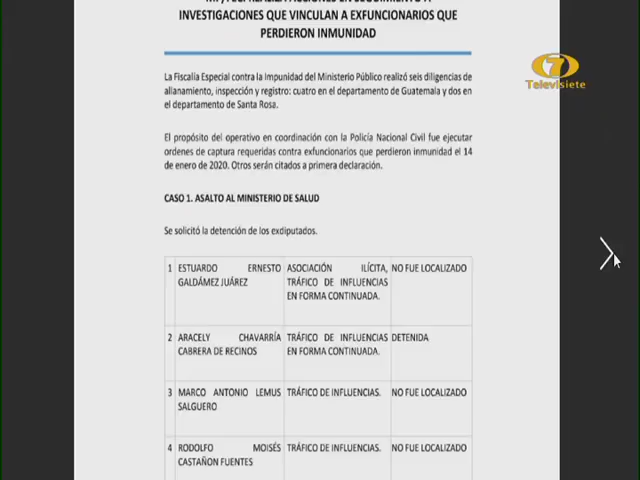 INVESTIGACIONES QUE VINCULAN A EXFUNCIONARIOS QUE
PERDIERON INMUNIDAD
7
Televisiete
La Fiscalía Especial contra la Impunidad del Ministerio Público realizó seis diligencias de
allanamiento, inspección y registro: cuatro en el departamento de Guatemala y dos en
el departamento de Santa Rosa.
El propósito del operativo en coordinación con la Policía Nacional Civil fue ejecutar
ordenes de captura requeridas contra exfuncionarios que perdieron inmunidad el 14
de enero de 2020. Otros serán citados a primera declaración.
CASO 1. ASALTO AL MINISTERIO DE SALUD
Se solicitó la detención de los exdiputados.
1 ESTUARDO ERNESTO ASOCIACIÓN ILÍCITA, NO FUE LOCALIZADO
GALDÁMEZ JUÁREZ TRÁFICO DE INFLUENCIAS
EN FORMA CONTINUADA.
2 ARACELY CHAVARRÍA TRÁFICO DE INFLUENCIAS DETENIDA
CABRERA DE RECINOS EN FORMA CONTINUADA.
3 MARCO ANTONIO LEMUS TRÁFICO DE INFLUENCIAS. NO FUE LOCALIZADO
SALGUERO
4 RODOLFO MOISÉS TRÁFICO DE INFLUENCIAS. NO FUE LOCALIZADO
CASTAÑON FUENTES